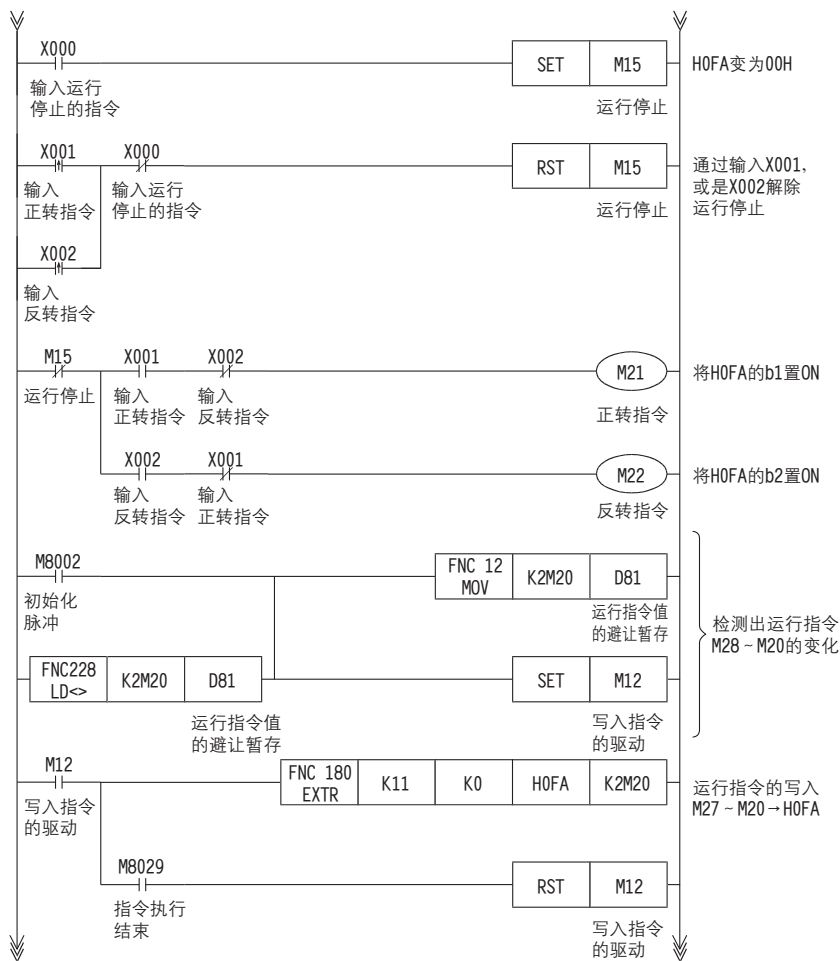 X000
SET M15 H0FA变为00H
输入运行
停止的指令
运行停止
X001 X000
RST M15
通过输入X001,
或是X002解除
运行停止
输入
正转指令
输入运行
停止的指令
运行停止
X002
输入
反转指令
M15 X001 X002
M21 将H0FA的b1置ON
运行停止
输入
正转指令
输入
反转指令
正转指令
X002 X001
M22 将H0FA的b2置ON
输入
反转指令
输入
正转指令
反转指令
M8002
FNC 12
MOV
K2M20 D81
初始化
脉冲
运行指令值
的避让暂存
检测出运行指令
M28~M20的变化
FNC228
LD<>
K2M20 D81
SET M12
运行指令值
的避让暂存
写入指令
的驱动
M12
FNC 180
EXTR
K11 K0 H0FA K2M20
运行指令的写入
M27~M20→H0FA
写入指令
的驱动
M8029
RST M12
指令执行
结束
写入指令
的驱动